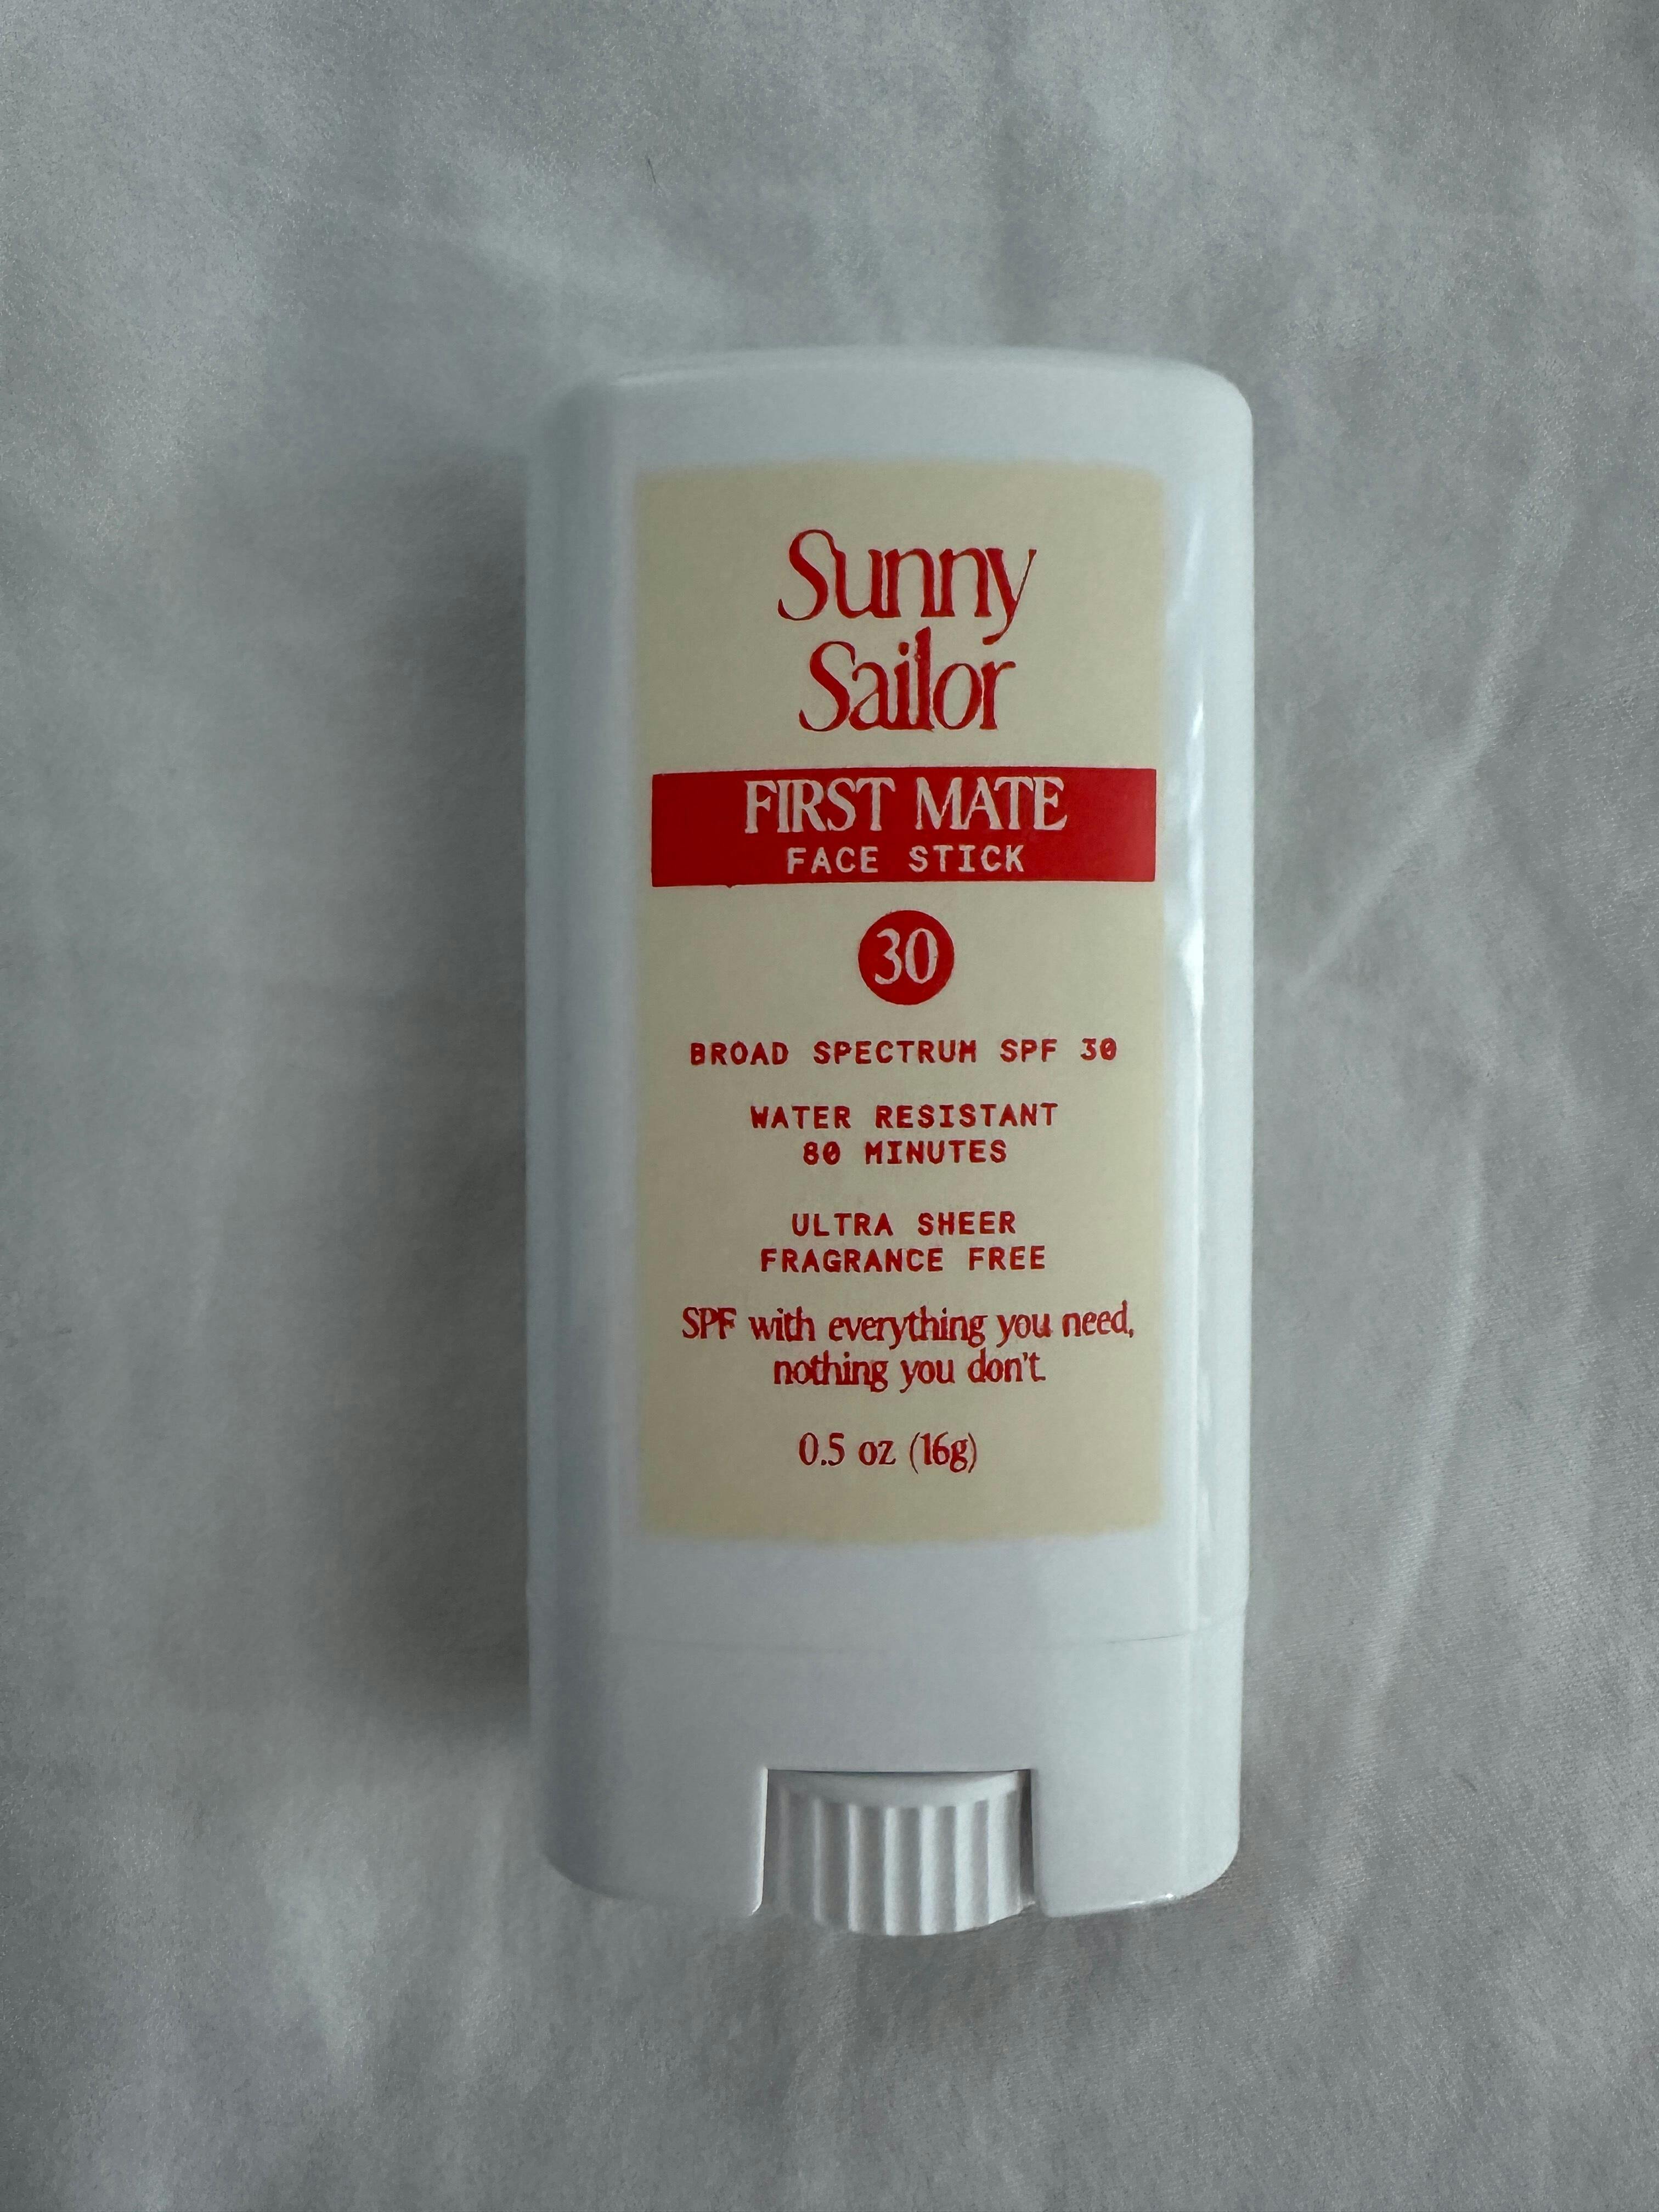 Sunny
Sailor
FIRST MATE
FACE STICK
30
BROAD SPECTRUM SPF 30
WATER RESISTANT
80 MINUTES
ULTRA SHEER
FRAGRANCE FREE
SPF with everything you need,
nothing you don't.
0.5 oz (16g)